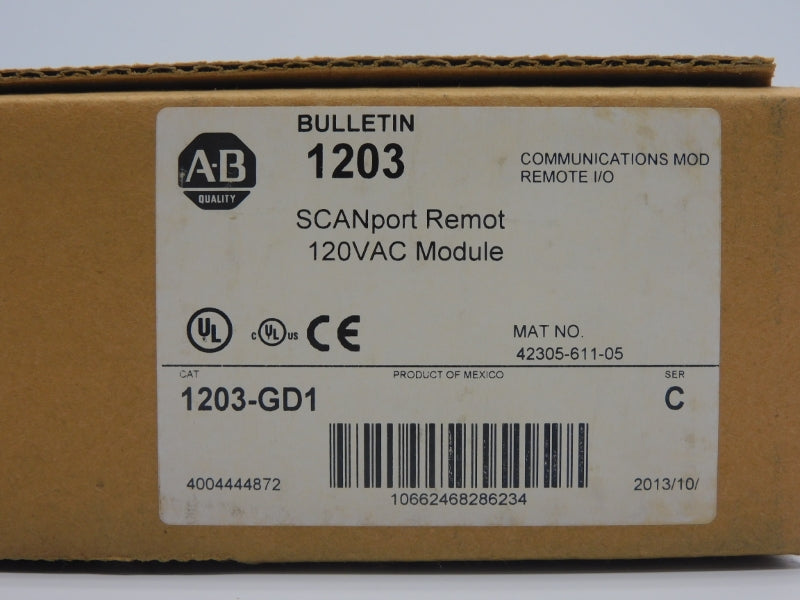 A-B
QUALITY
BULLETIN
1203
COMMUNICATIONS MOD
REMOTE I/O
SCANport Remot
120VAC Module
UL
C UL US CE
MAT NO.
42305-611-05
CAT
PRODUCT OF MEXICO
SER
1203-GD1
C
4004444872
10662468286234
2013/10/